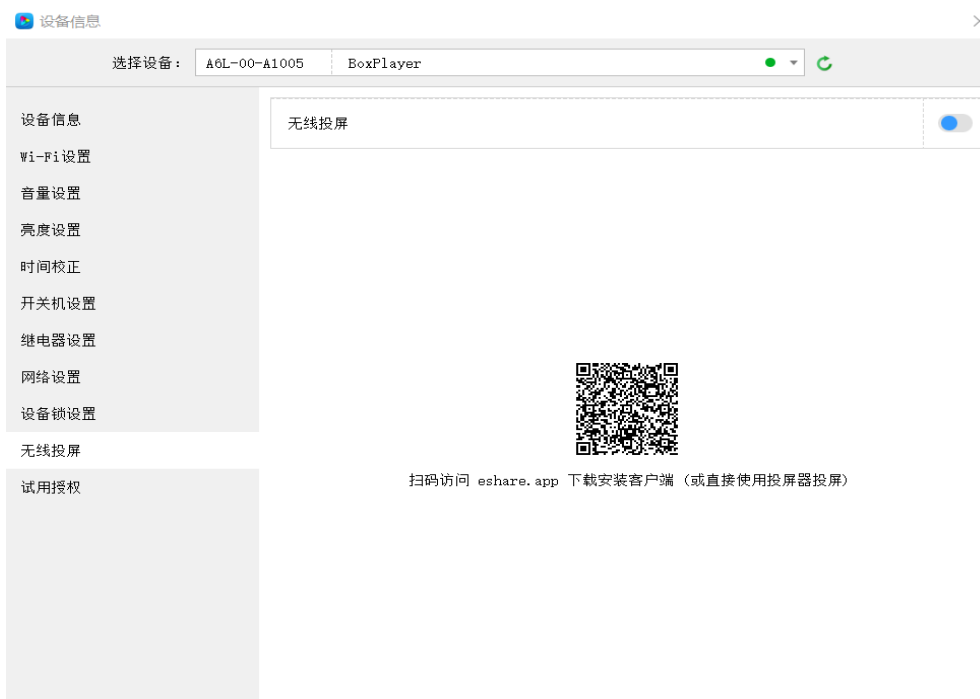 设备信息
选择设备： A6L-00-A1005 BoxPlayer
设备信息
Wi-Fi设置
音量设置
亮度设置
时间校正
开关机设置
继电器设置
网络设置
设备锁设置
无线投屏
试用授权
无线投屏
扫码访问 eshare.app 下载安装客户端（或直接使用投屏器投屏）